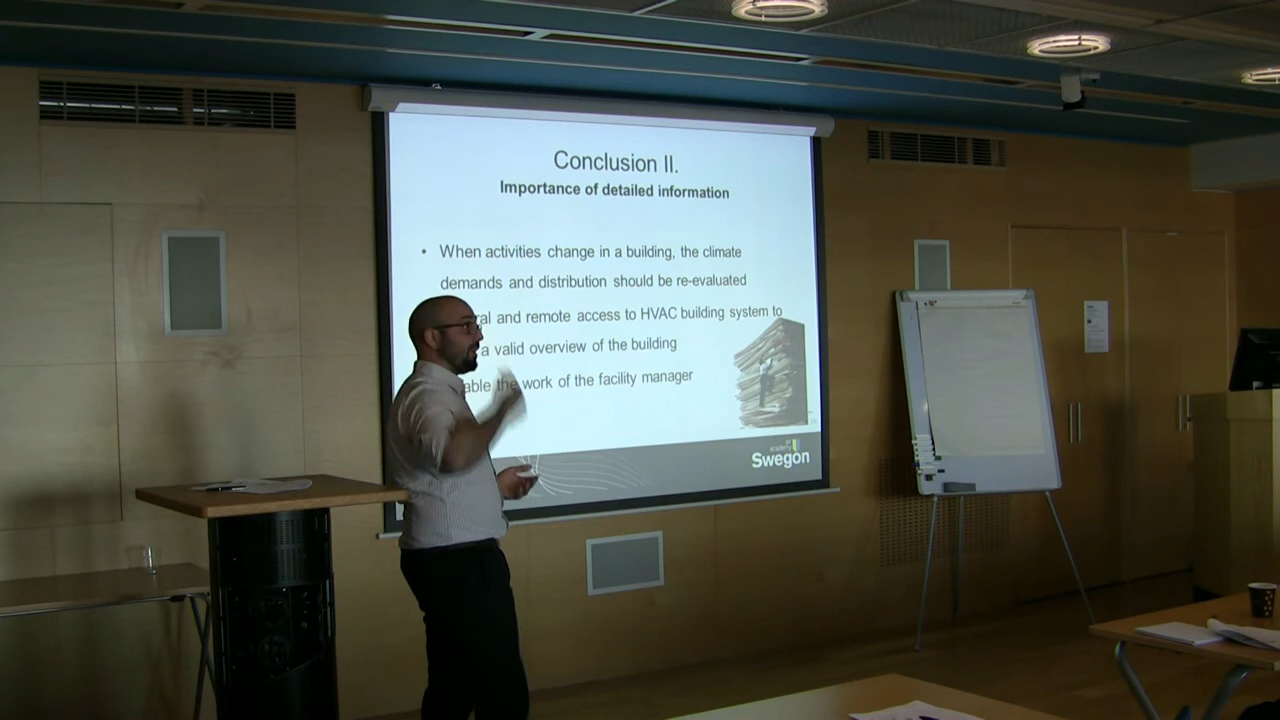 Conclusion II.
Importance of detailed information
• When activities change in a building, the climate
demands and distribution should be re-evaluated
and remote access to HVAC building system to
a valid overview of the building
the work of the facility manager
air academy
Swegon